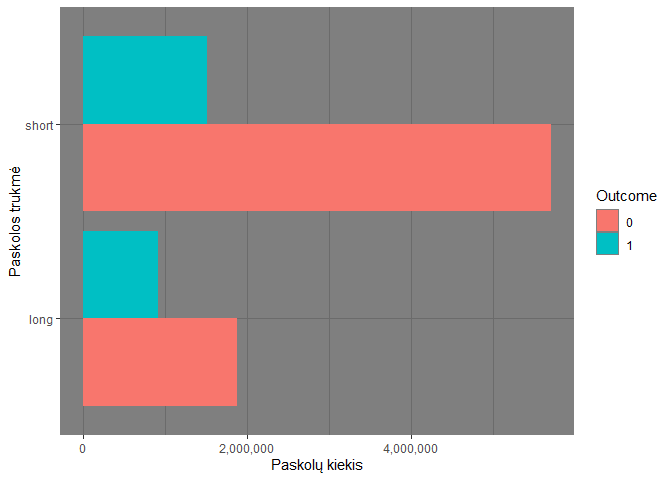 short
long
Paskolos trukmė
0
2,000,000
4,000,000
Paskolų kiekis
Outcome
0
1